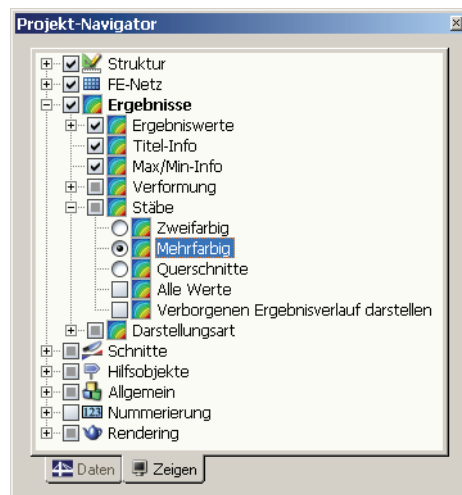 Projekt-Navigator
Struktur
FE-Netz
Ergebnisse
Ergebniswerte
Titel-Info
Max/Min-Info
Verformung
Stäbe
Zweifarbig
Mehrfarbig
Querschnitte
Alle Werte
Verborgenen Ergebnisverlauf darstellen
Darstellungsart
Schnitte
Hilfsobjekte
Allgemein
123 Nummerierung
Rendering
Daten Zeigen